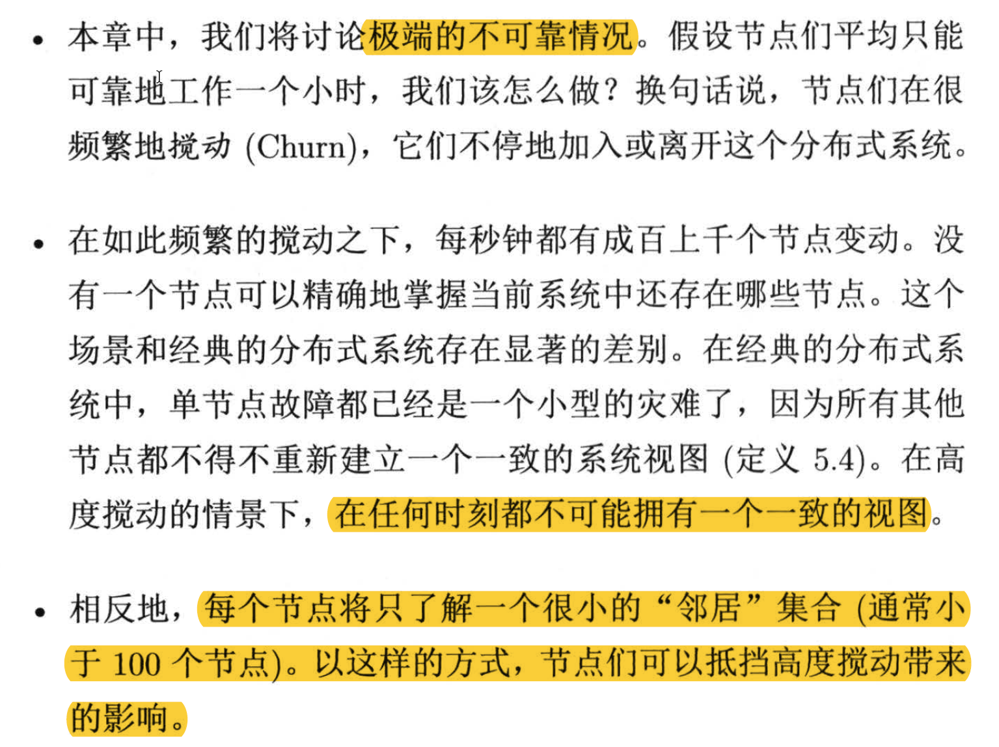 • 本章中，我们将讨论极端的不可靠情况。假设节点们平均只能
可靠地工作一个小时，我们该怎么做？换句话说，节点们在很
频繁地搅动 (Churn)，它们不停地加入或离开这个分布式系统。
• 在如此频繁的搅动之下，每秒钟都有成百上千个节点变动。没
有一个节点可以精确地掌握当前系统中还存在哪些节点。这个
场景和经典的分布式系统存在显著的差别。在经典的分布式系
统中，单节点故障都已经是一个小型的灾难了，因为所有其他
节点都不得不重新建立一个一致的系统视图 (定义 5.4)。在高
度搅动的情景下，在任何时刻都不可能拥有一个一致的视图。
• 相反地，每个节点将只了解一个很小的“邻居”集合 (通常小
于 100 个节点)。以这样的方式，节点们可以抵挡高度搅动带来
的影响。